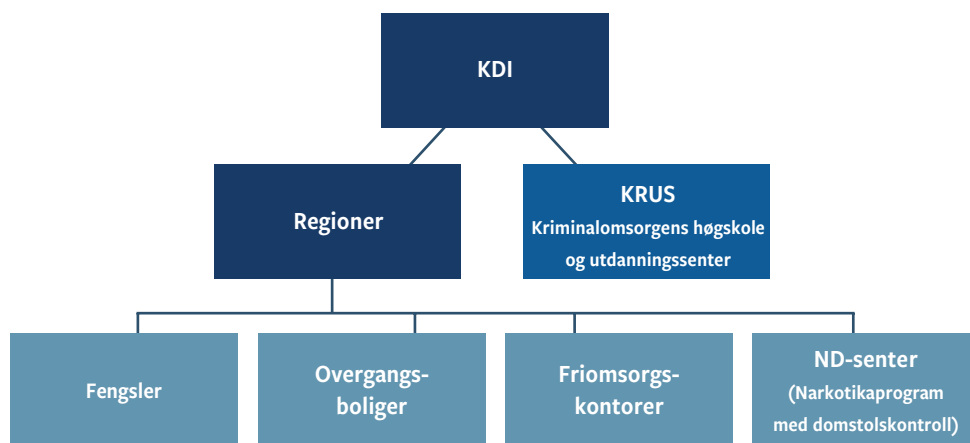 KDI
Regioner
KRUS
Kriminalomsorgens høgskole
og utdanningssenter
Fengsler
Overgangs-
boliger
Friomsorgs-
kontorer
ND-senter
(Narkotikaprogram
med domstolskontroll)